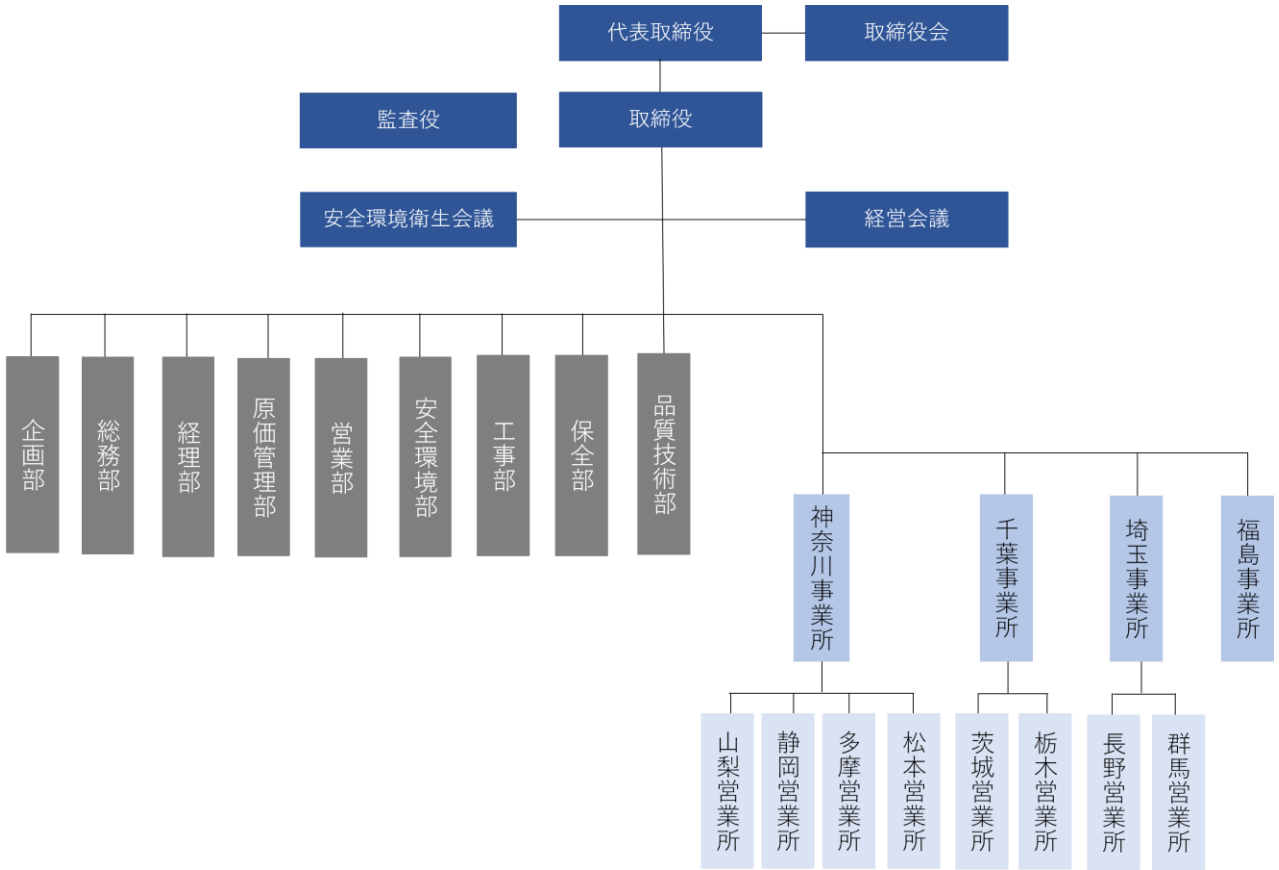 代表取締役
取締役会
監査役
取締役
安全環境衛生会議
経営会議
企画部
総務部
経理部
原価管理部
営業部
安全環境部
工事部
保全部
品質技術部
神奈川事業所
千葉事業所
埼玉事業所
福島事業所
山梨営業所
静岡営業所
多摩営業所
松本営業所
茨城営業所
栃木営業所
長野営業所
群馬営業所